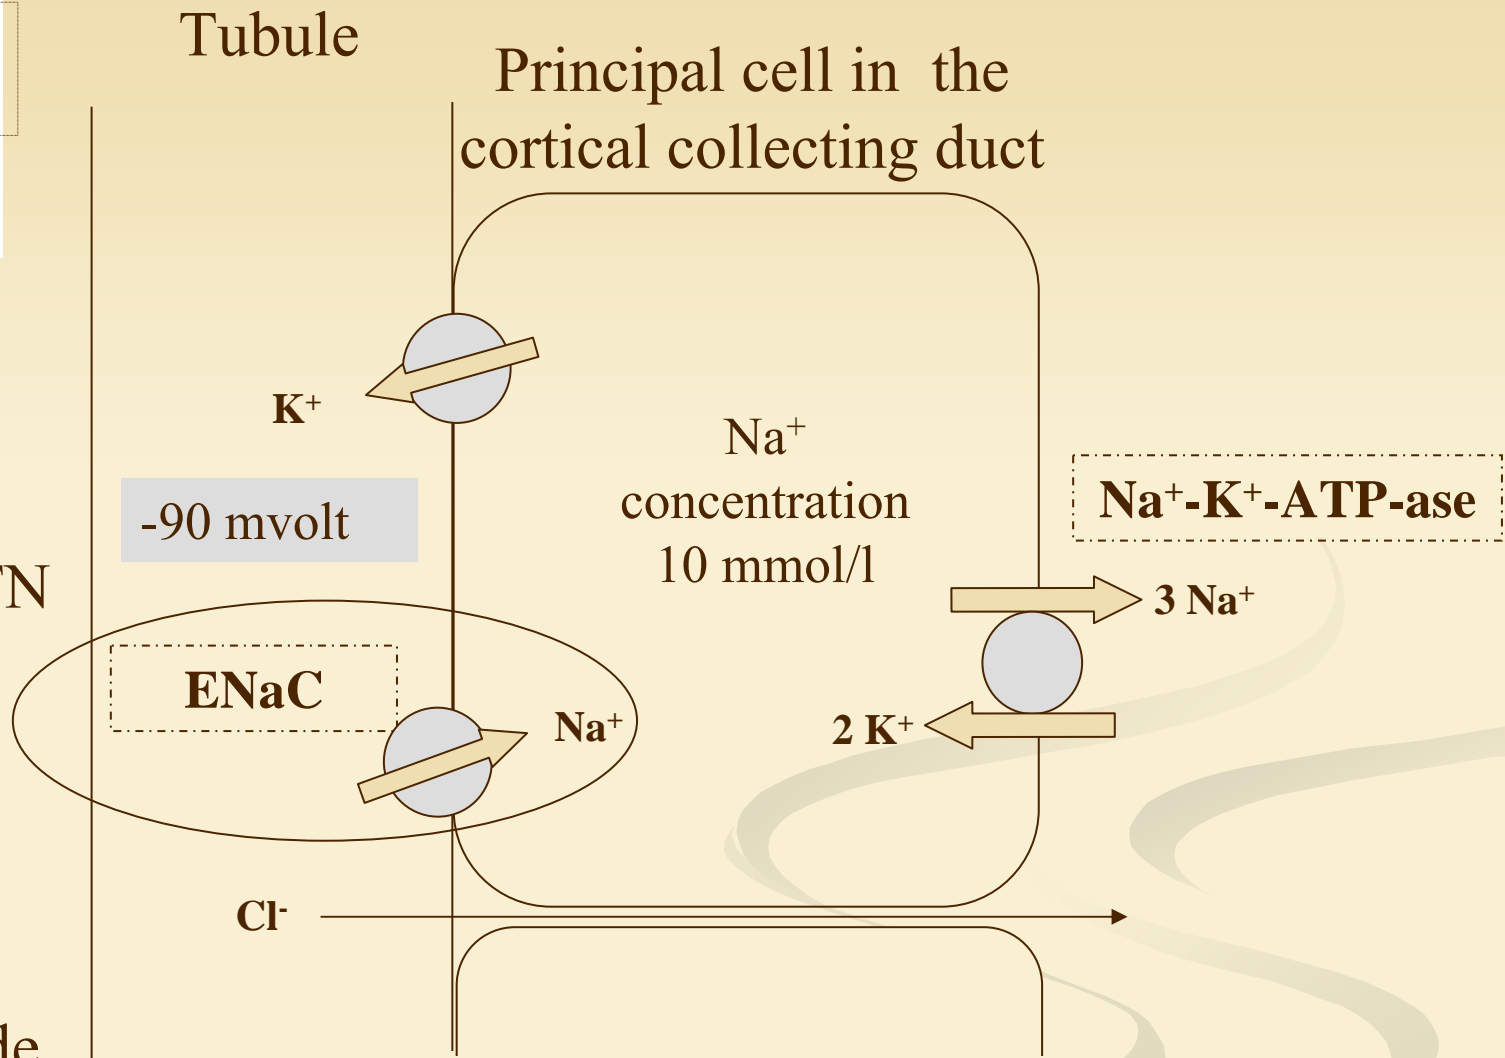 Tubule
Principal cell in the
cortical collecting duct
K⁺
Na⁺
concentration
10 mmol/l
-90 mvolt
Na⁺-K⁺-ATP-ase
3 Na⁺
ENaC
Na⁺
2 K⁺
Cl⁻